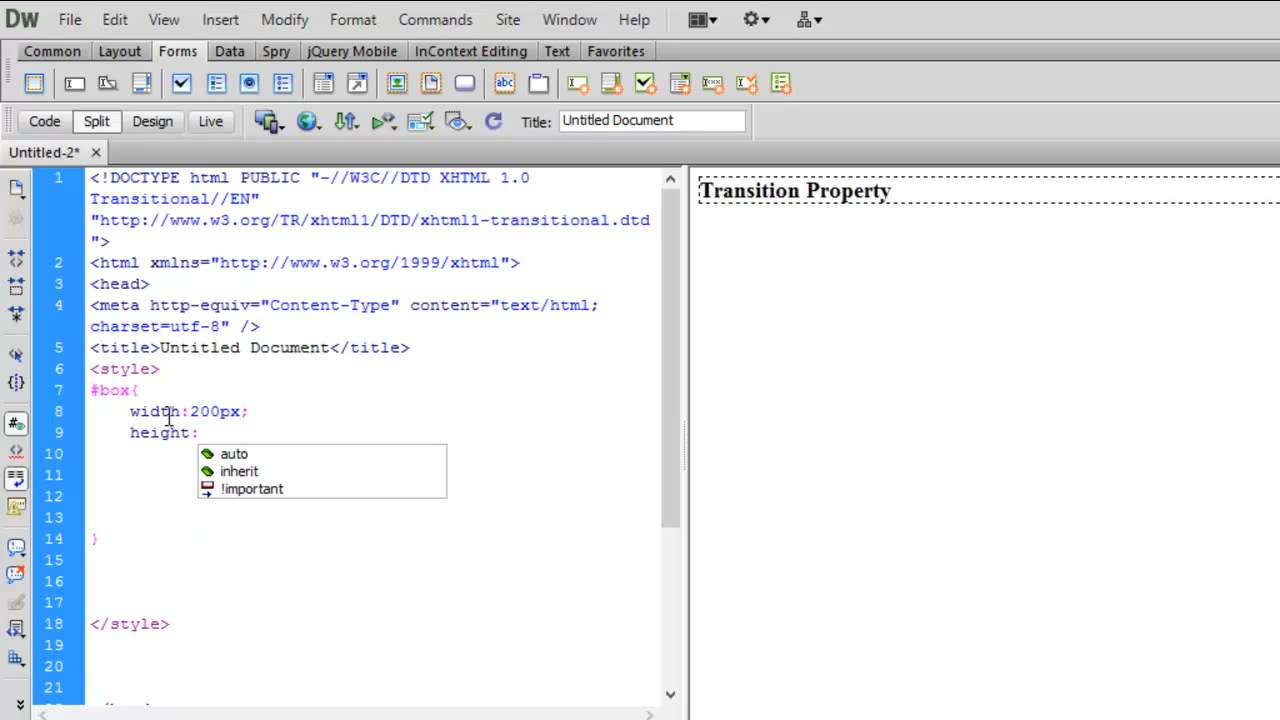 Dw File Edit View Insert Modify Format Commands Site Window Help
Common Layout Forms Data Spry jQuery Mobile InContext Editing Text Favorites
abc
Code Split Design Live Title: Untitled Document
Untitled-2* ×
1 <!DOCTYPE html PUBLIC "-//W3C//DTD XHTML 1.0
Transitional//EN"
"http://www.w3.org/TR/xhtml1/DTD/xhtml1-transitional.dtd
">
2 <html xmlns="http://www.w3.org/1999/xhtml">
3 <head>
4 <meta http-equiv="Content-Type" content="text/html;
charset=utf-8" />
5 <title>Untitled Document</title>
6 <style>
7 #box{
8 width:200px;
9 height:
10 auto
11 inherit
12 !important
13
14 }
15
16
17
18 </style>
19
20
21
Transition Property